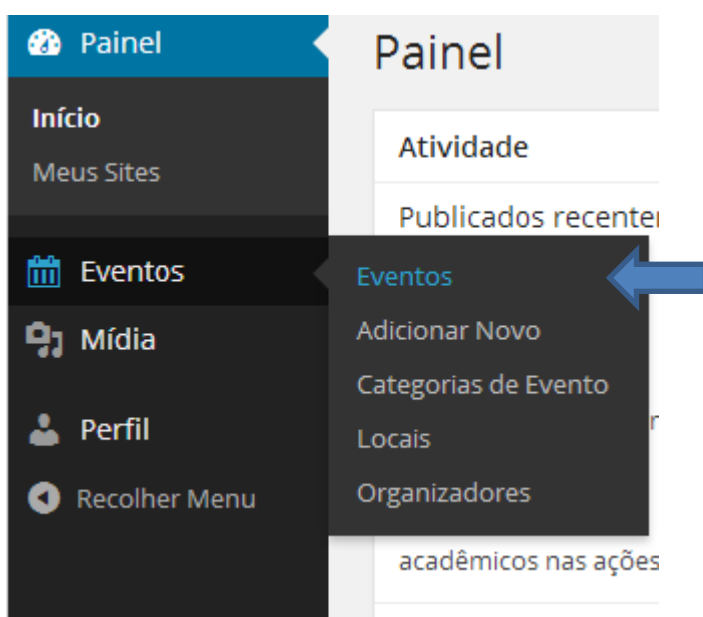 Painel
Início
Meus Sites
Eventos
Mídia
Perfil
Recolher Menu
Painel
Atividade
Publicados
Eventos
Adicionar Novo
Categorias de Evento
Locais
Organizadores
acadêmicos nas ações